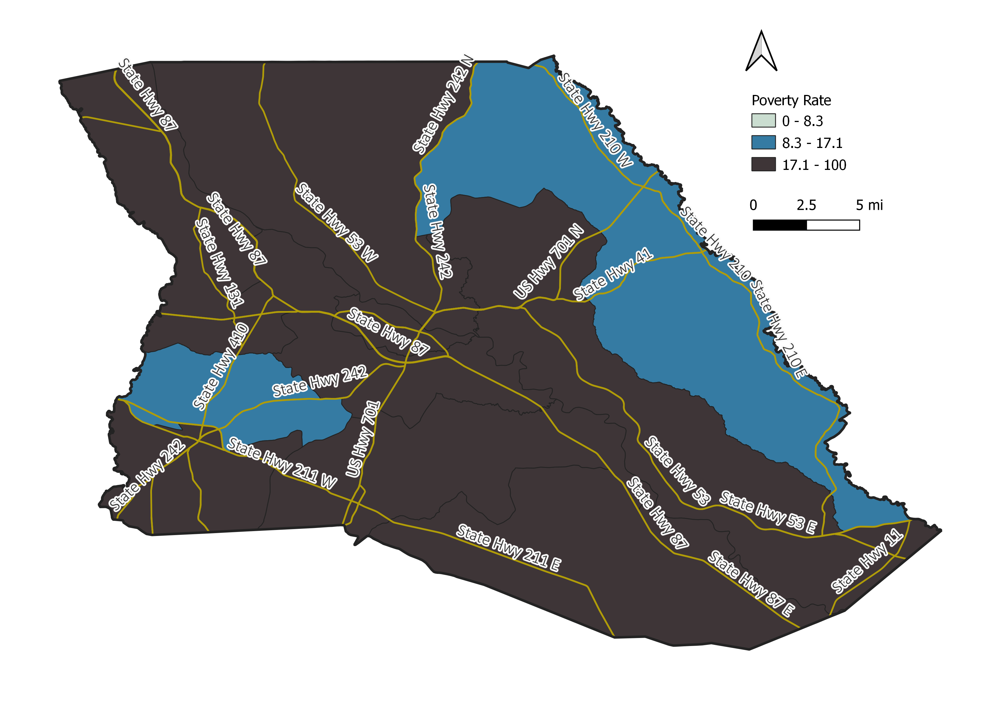 State Hwy 87
State Hwy 242 N
State Hwy 210 W
Poverty Rate
0 - 8.3
8.3 - 17.1
17.1 - 100
0 2.5 5 mi
State Hwy 53 W
State Hwy 242
State Hwy 87
State Hwy 131
US Hwy 701 N
State Hwy 41
State Hwy 210
State Hwy 210 E
State Hwy 87
State Hwy 410
State Hwy 242
US Hwy 701
State Hwy 242
State Hwy 211 W
State Hwy 53
State Hwy 53 E
State Hwy 87
State Hwy 211 E
State Hwy 11
State Hwy 87 E